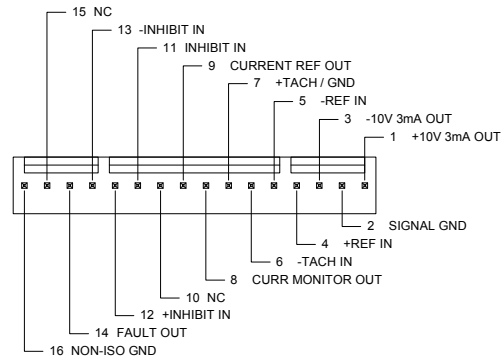 15 NC
13 -INHIBIT IN
11 INHIBIT IN
9 CURRENT REF OUT
7 +TACH / GND
5 -REF IN
3 -10V 3mA OUT
1 +10V 3mA OUT
2 SIGNAL GND
4 +REF IN
6 -TACH IN
8 CURR MONITOR OUT
10 NC
12 +INHIBIT IN
14 FAULT OUT
16 NON-ISO GND